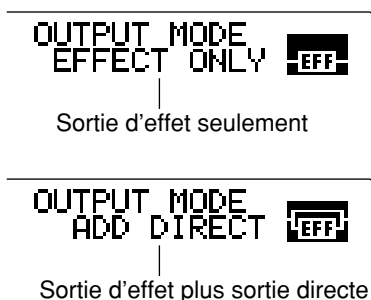 OUTPUT MODE
EFFECT ONLY
EFF
Sortie d'effet seulement
OUTPUT MODE
ADD DIRECT
EFF
Sortie d'effet plus sortie directe